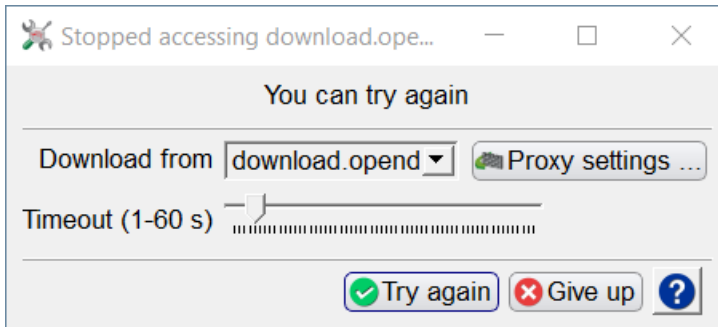 Stopped accessing download.ope...
You can try again
Download from download.opend Proxy settings ...
Timeout (1-60 s)
Try again Give up ?